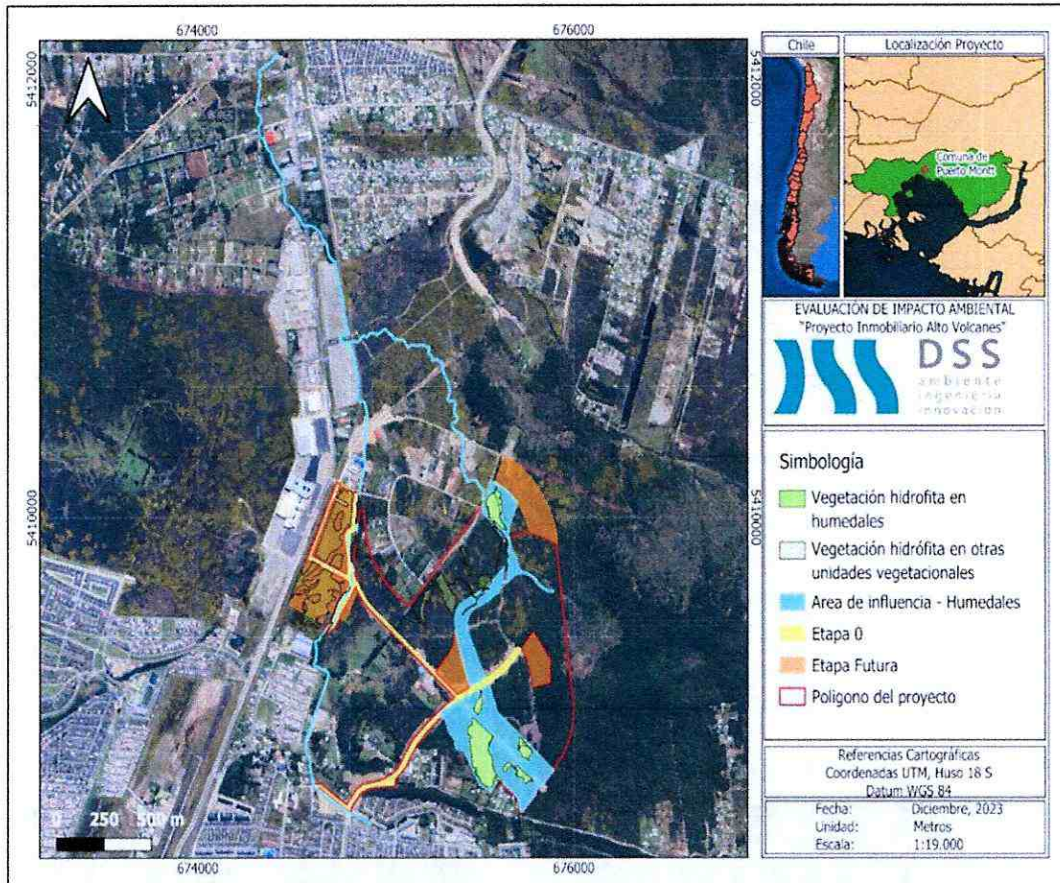 674000
676000
5412000
5412000
5410000
5410000
0 250 500 m
674000
676000
Chile
Localización Proyecto
Comuna de
Puerto Montt
EVALUACIÓN DE IMPACTO AMBIENTAL
"Proyecto Inmobiliario Alto Volcanes"
DSS
ambiente
ingeniería
innovación
Simbología
Vegetación hidrofita en
humedales
Vegetación hidrófita en otras
unidades vegetacionales
Area de influencia - Humedales
Etapa 0
Etapa Futura
Poligono del proyecto
Referencias Cartográficas
Coordenadas UTM, Huso 18 S
Datum WGS 84
Fecha: Diciembre, 2023
Unidad: Metros
Escala: 1:19.000